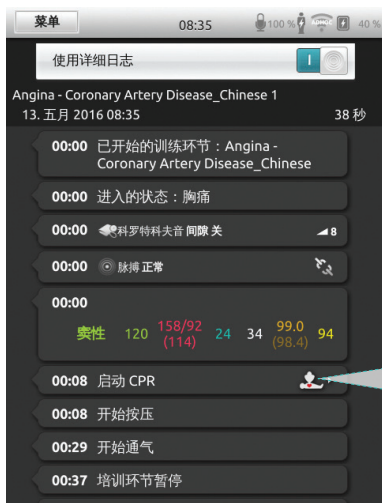 菜单 08:35 100 % ADHOC 40 %
使用详细日志
Angina - Coronary Artery Disease_Chinese 1
13. 五月 2016 08:35 38 秒
00:00 已开始的训练环节：Angina -
Coronary Artery Disease_Chinese
00:00 进入的状态：胸痛
00:00 科罗特科夫音 间隙 关 8
00:00 脉搏 正常
00:00
窦性 120 158/92 24 34 99.0 94
(114) (98.4)
00:08 启动 CPR
00:08 开始按压
00:29 开始通气
00:37 培训环节暂停